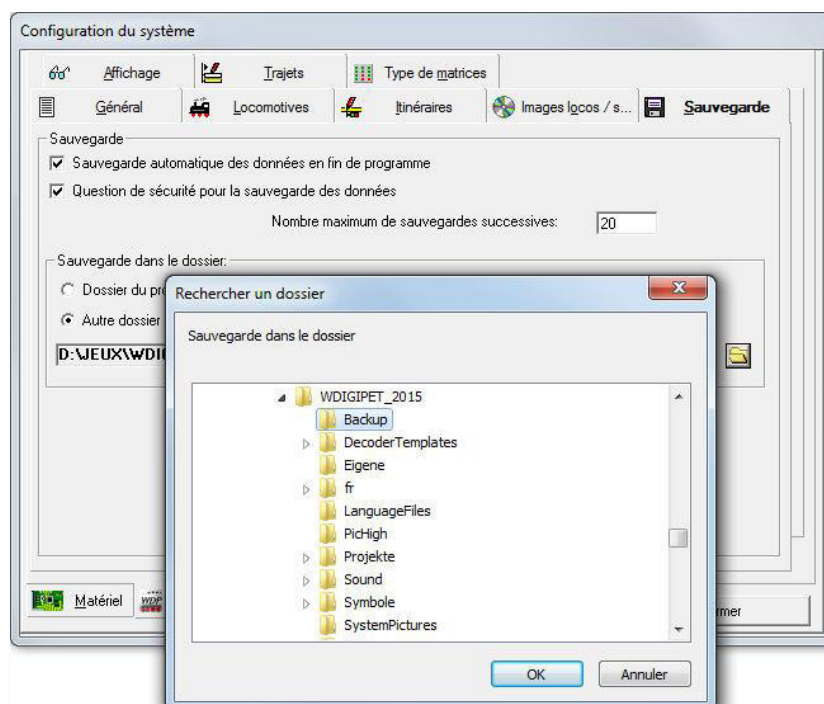 Configuration du système
Affichage Trajets Type de matrices
Général Locomotives Itinéraires Images locos / s... Sauvegarde
Sauvegarde
Sauvegarde automatique des données en fin de programme
Question de sécurité pour la sauvegarde des données
Nombre maximum de sauvegardes successives: 20
Sauvegarde dans le dossier:
Dossier du
Autre dossier
D:\JEUX\
Rechercher un dossier
Sauvegarde dans le dossier
WDIGIPET_2015
Backup
DecoderTemplates
Eigene
fr
LanguageFiles
PicHigh
Projekte
Sound
Symbole
SystemPictures
Matériel WDP
OK Annuler